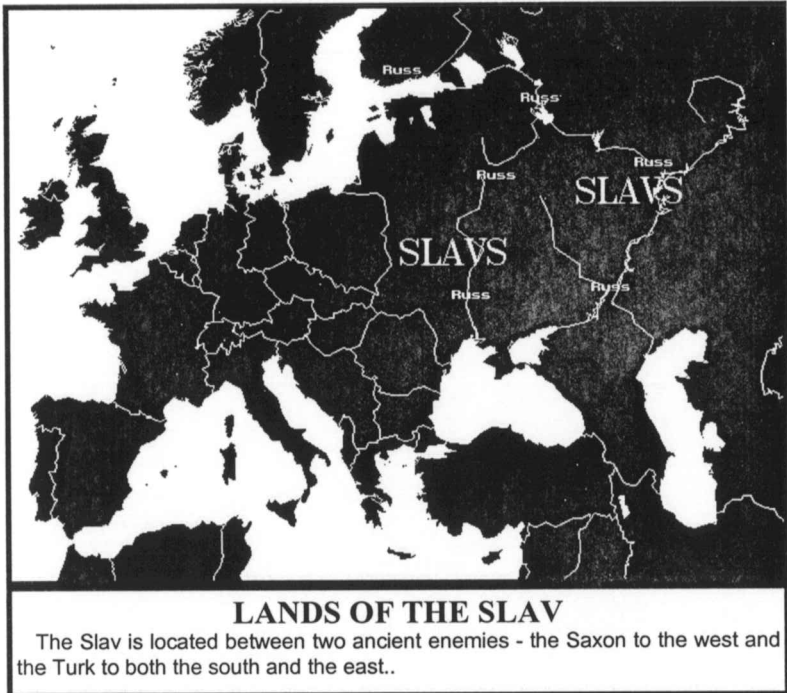 Russ
Russ
Russ
Russ
SLAVS
SLAVS
Russ
Russ
LANDS OF THE SLAV
The Slav is located between two ancient enemies - the Saxon to the west and
the Turk to both the south and the east..